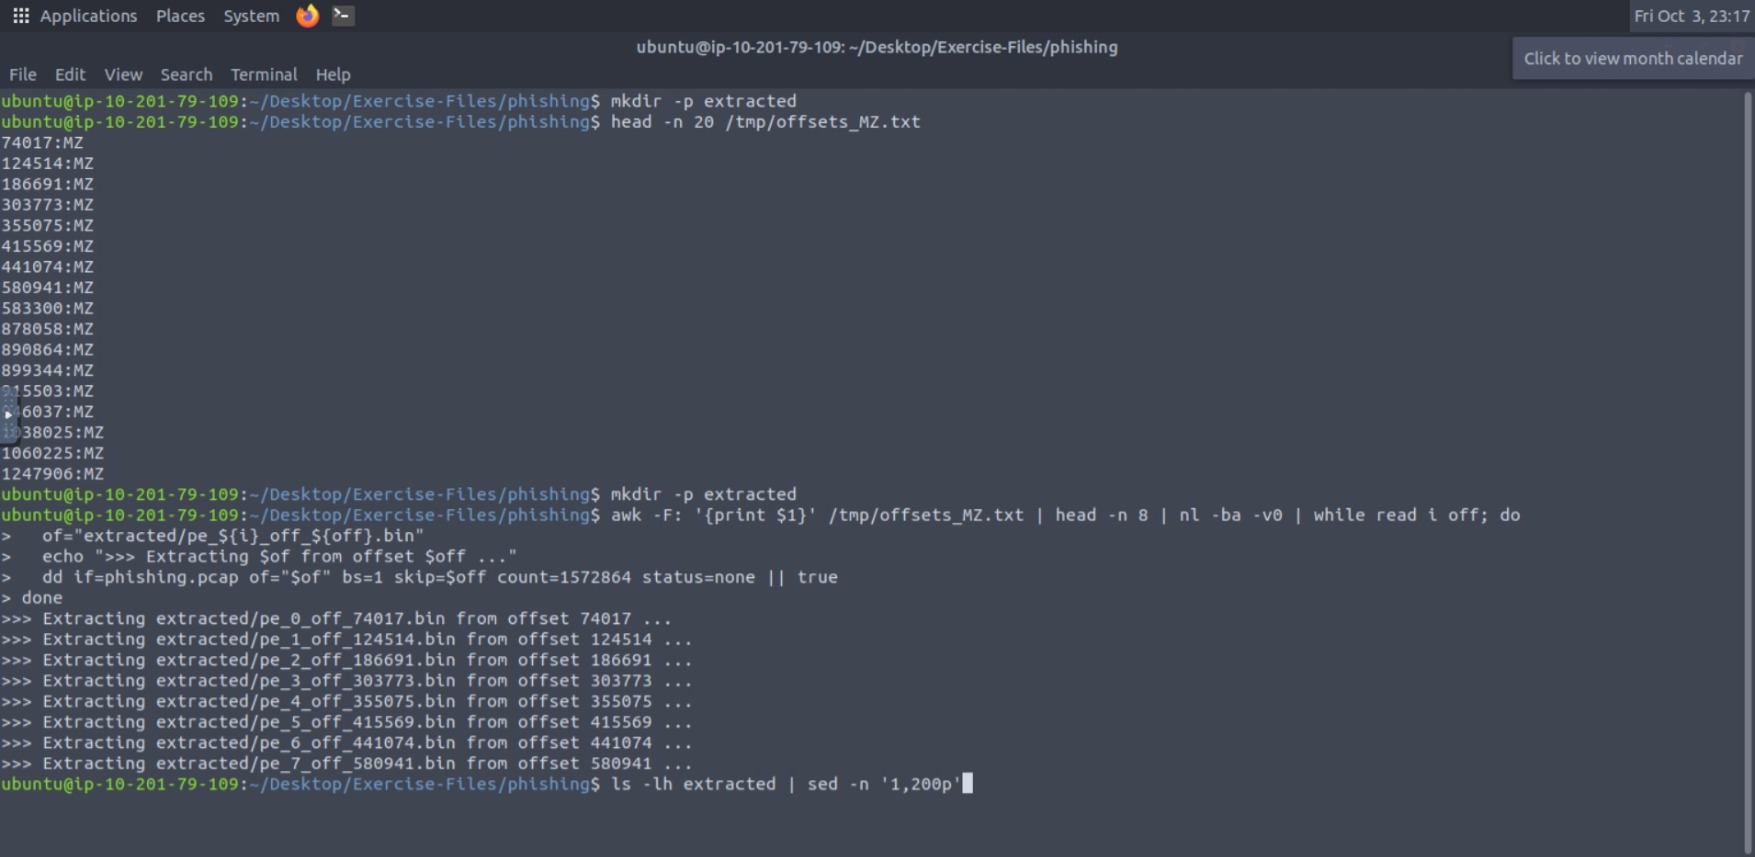 Applications Places System Fri Oct 3, 23:17
ubuntu@ip-10-201-79-109: ~/Desktop/Exercise-Files/phishing
Click to view month calendar
File Edit View Search Terminal Help
ubuntu@ip-10-201-79-109:~/Desktop/Exercise-Files/phishing$ mkdir -p extracted
ubuntu@ip-10-201-79-109:~/Desktop/Exercise-Files/phishing$ head -n 20 /tmp/offsets_MZ.txt
74017:MZ
124514:MZ
186691:MZ
303773:MZ
355075:MZ
415569:MZ
441074:MZ
580941:MZ
583300:MZ
878058:MZ
890864:MZ
899344:MZ
915503:MZ
46037:MZ
1038025:MZ
1060225:MZ
1247906:MZ
ubuntu@ip-10-201-79-109:~/Desktop/Exercise-Files/phishing$ mkdir -p extracted
ubuntu@ip-10-201-79-109:~/Desktop/Exercise-Files/phishing$ awk -F: '{print $1}' /tmp/offsets_MZ.txt | head -n 8 | nl -ba -v0 | while read i off; do
> of="extracted/pe_${i}_off_${off}.bin"
> echo ">>> Extracting $of from offset $off ..."
> dd if=phishing.pcap of="$of" bs=1 skip=$off count=1572864 status=none || true
> done
>>> Extracting extracted/pe_0_off_74017.bin from offset 74017 ...
>>> Extracting extracted/pe_1_off_124514.bin from offset 124514 ...
>>> Extracting extracted/pe_2_off_186691.bin from offset 186691 ...
>>> Extracting extracted/pe_3_off_303773.bin from offset 303773 ...
>>> Extracting extracted/pe_4_off_355075.bin from offset 355075 ...
>>> Extracting extracted/pe_5_off_415569.bin from offset 415569 ...
>>> Extracting extracted/pe_6_off_441074.bin from offset 441074 ...
>>> Extracting extracted/pe_7_off_580941.bin from offset 580941 ...
ubuntu@ip-10-201-79-109:~/Desktop/Exercise-Files/phishing$ ls -lh extracted | sed -n '1,200p'